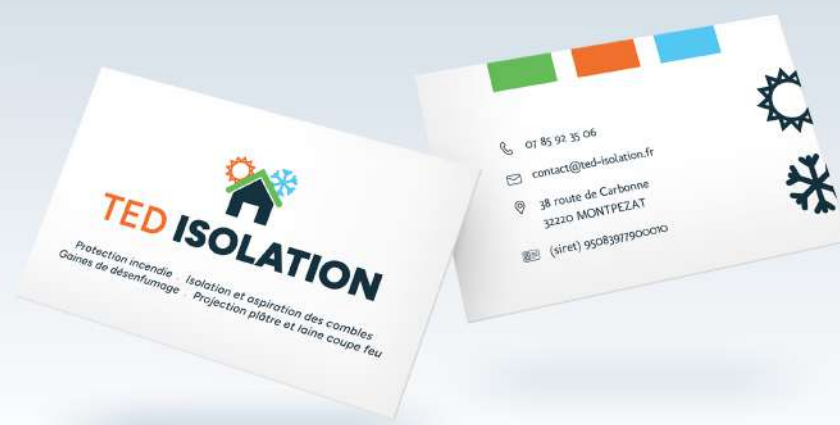 TED ISOLATION
Protection incendie . Isolation et aspiration des combles
Gaines de désenfumage . Projection plâtre et laine coupe feu
07 85 92 35 06
contact@ted-isolation.fr
38 route de Carbonne
32220 MONTPEZAT
(siret) 95083977900010